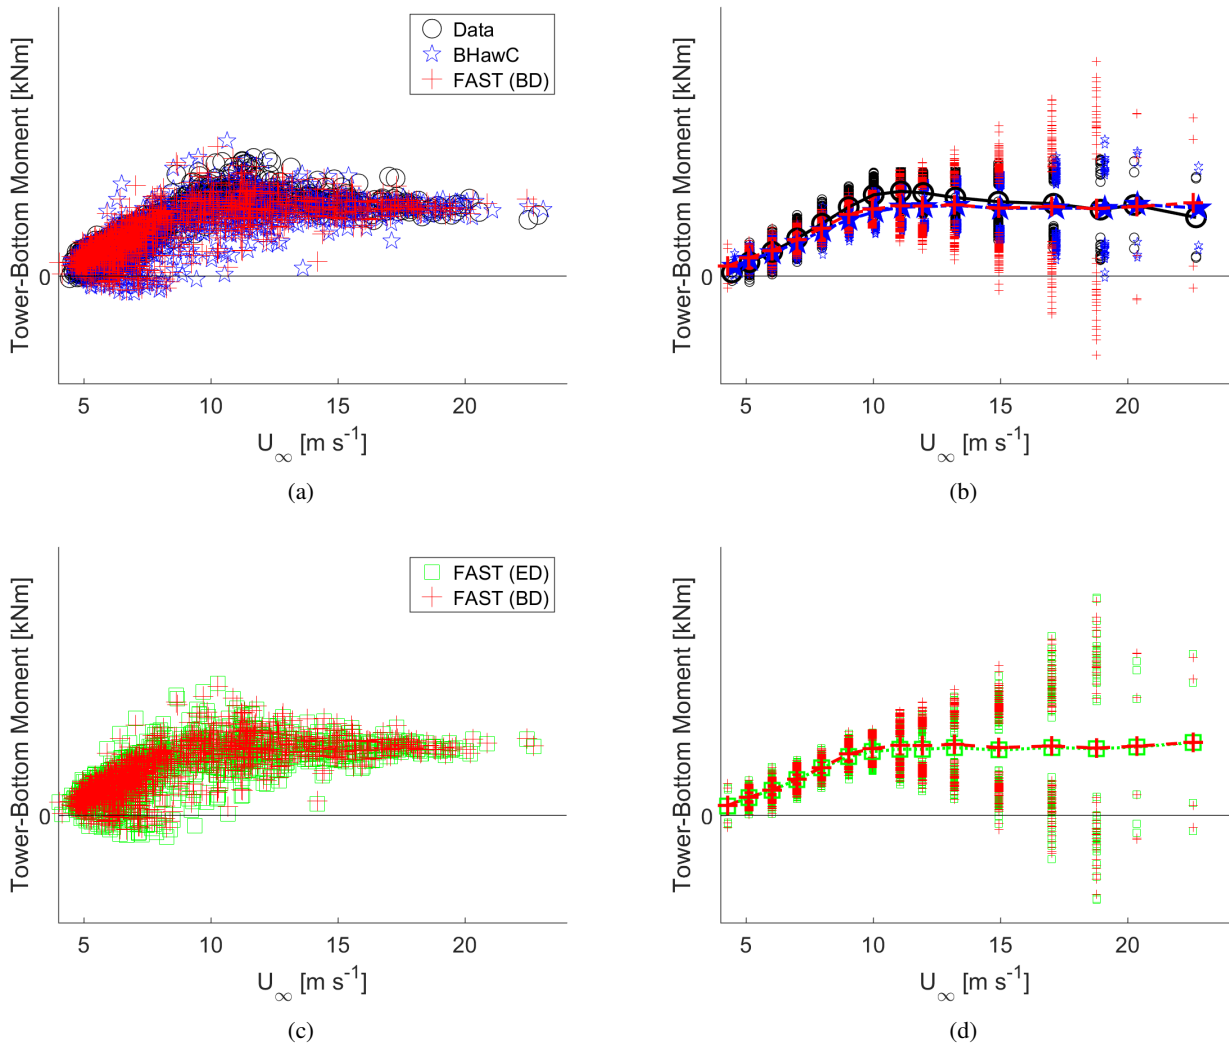 Tower-Bottom Moment [kNm]
0
5 10 15 20
U∞ [m s-1]
Data
BHawC
FAST (BD)
(a)
Tower-Bottom Moment [kNm]
0
5 10 15 20
U∞ [m s-1]
(b)
Tower-Bottom Moment [kNm]
0
5 10 15 20
U∞ [m s-1]
FAST (ED)
FAST (BD)
(c)
Tower-Bottom Moment [kNm]
0
5 10 15 20
U∞ [m s-1]
(d)